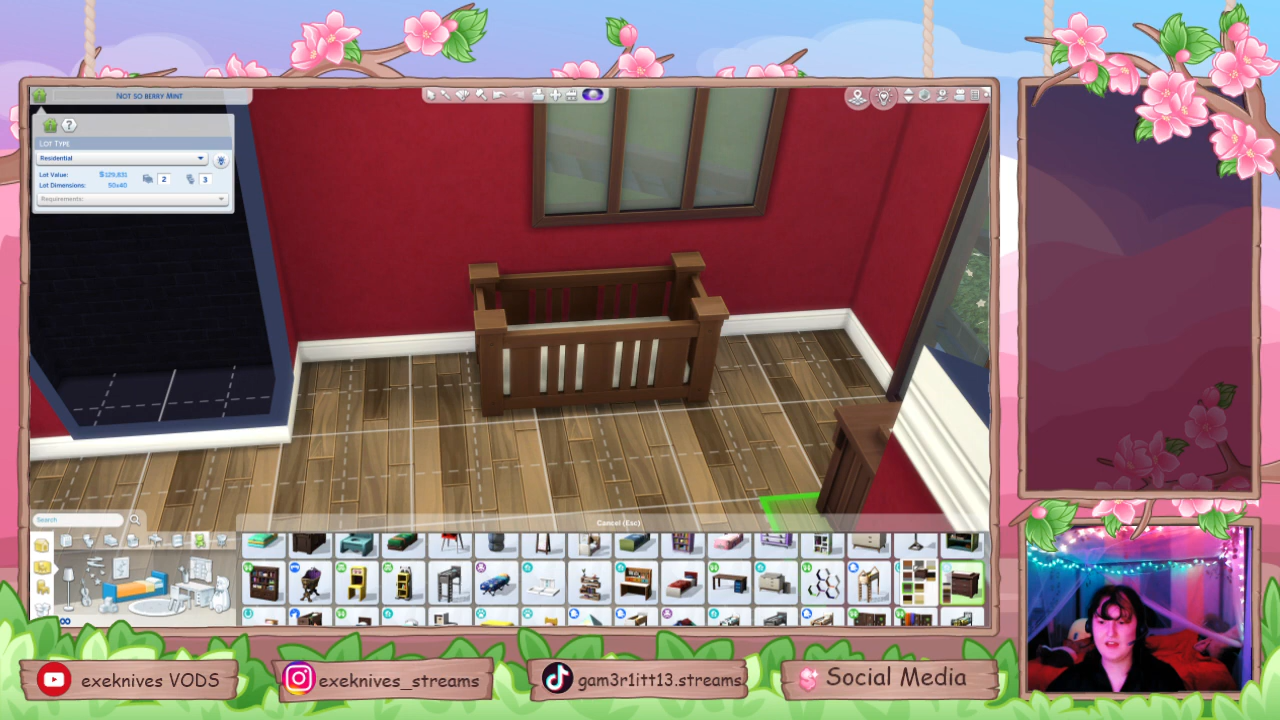 NOT SO BERRY MINT
?
LOT TYPE
Residential
Lot Value: $129,831 2 3
Lot Dimensions: 50x40
Requirements:
Search
Cancel (Esc)
exeknives VODS
exeknives_streams
gam3r1itt13.streams
Social Media